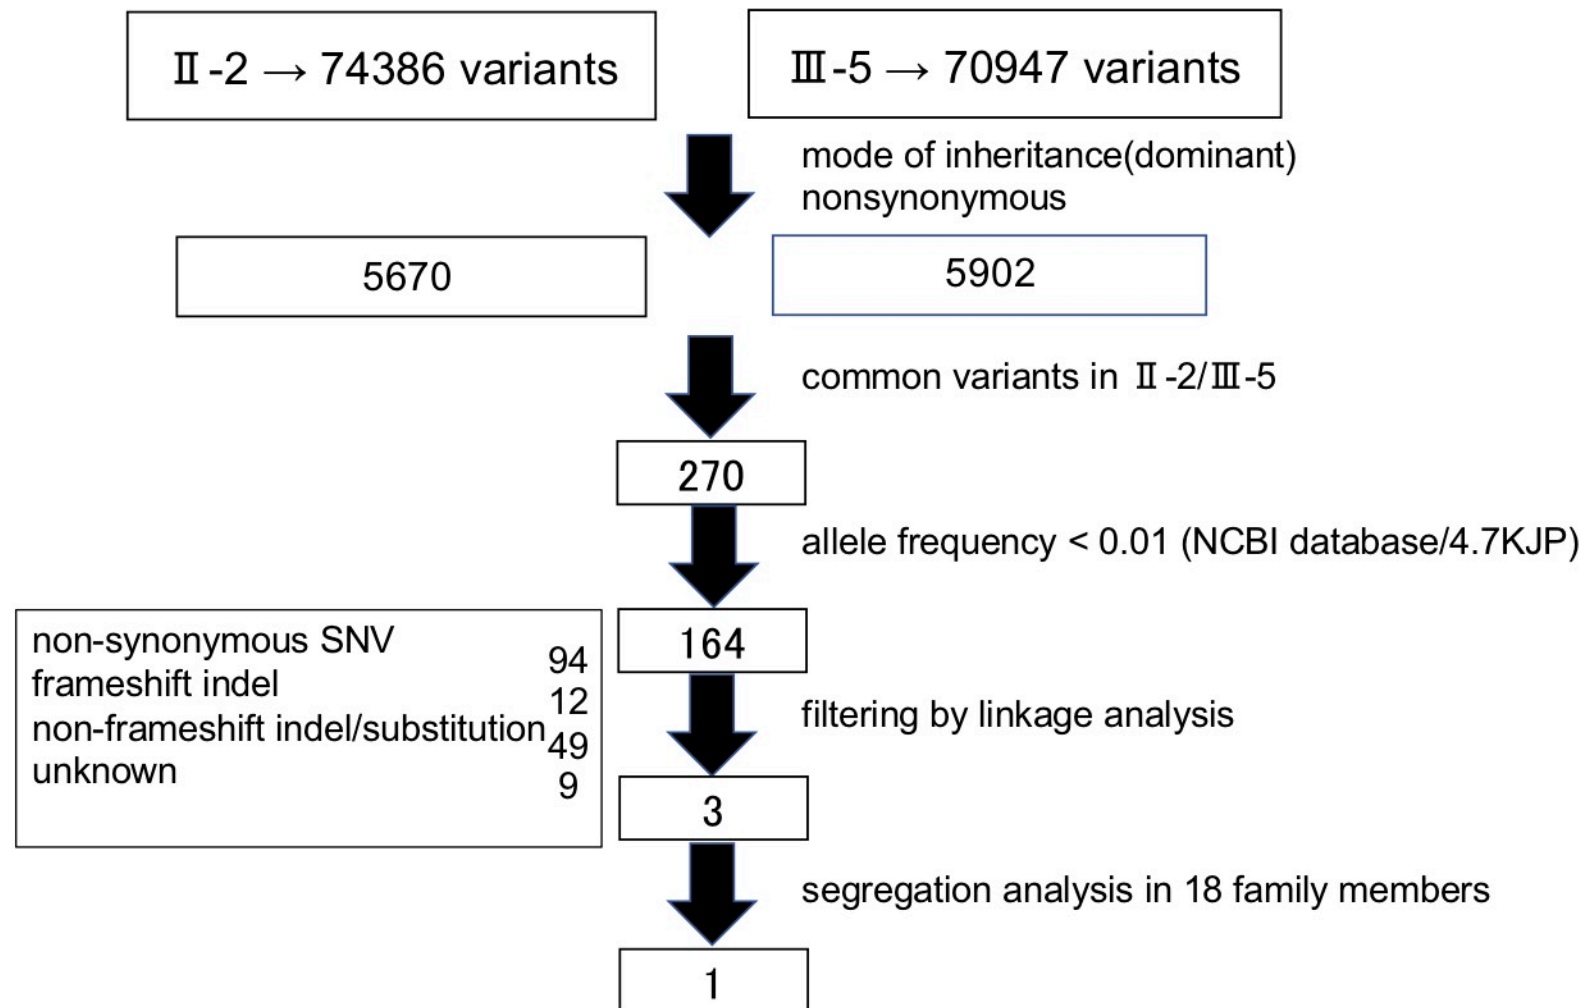 Ⅱ-2 → 74386 variants
Ⅲ-5 → 70947 variants
mode of inheritance(dominant)
nonsynonymous
5670
5902
common variants in Ⅱ-2/Ⅲ-5
270
allele frequency < 0.01 (NCBI database/4.7KJP)
164
non-synonymous SNV 94
frameshift indel 12
non-frameshift indel/substitution 49
unknown 9
filtering by linkage analysis
3
segregation analysis in 18 family members
1